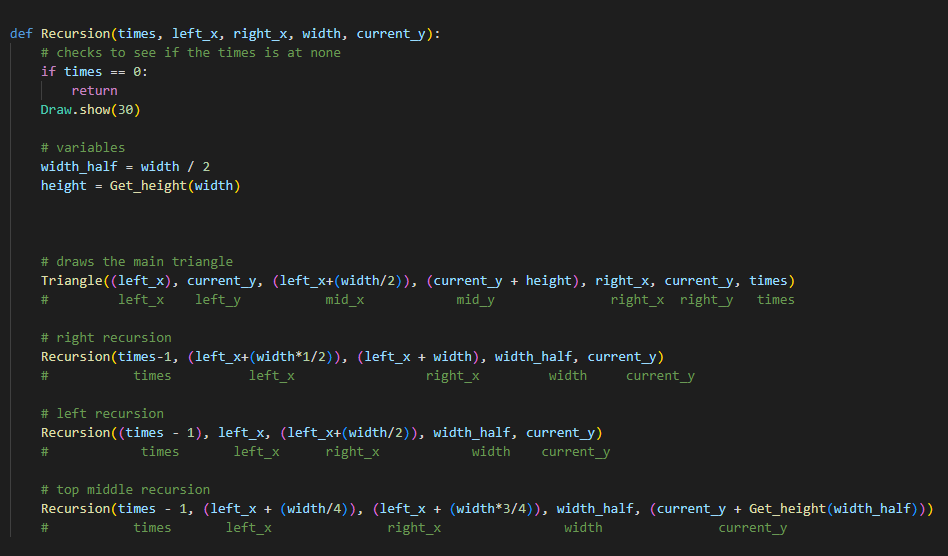 def Recursion(times, left_x, right_x, width, current_y):
# checks to see if the times is at none
if times == 0:
return
Draw.show(30)
# variables
width_half = width / 2
height = Get_height(width)
# draws the main triangle
Triangle((left_x), current_y, (left_x+(width/2)), (current_y + height), right_x, current_y, times)
# left_x left_y mid_x mid_y right_x right_y times
# right recursion
Recursion(times-1, (left_x+(width*1/2)), (left_x + width), width_half, current_y)
# times left_x right_x width current_y
# left recursion
Recursion((times - 1), left_x, (left_x+(width/2)), width_half, current_y)
# times left_x right_x width current_y
# top middle recursion
Recursion(times - 1, (left_x + (width/4)), (left_x + (width*3/4)), width_half, (current_y + Get_height(width_half)))
# times left_x right_x width current_y